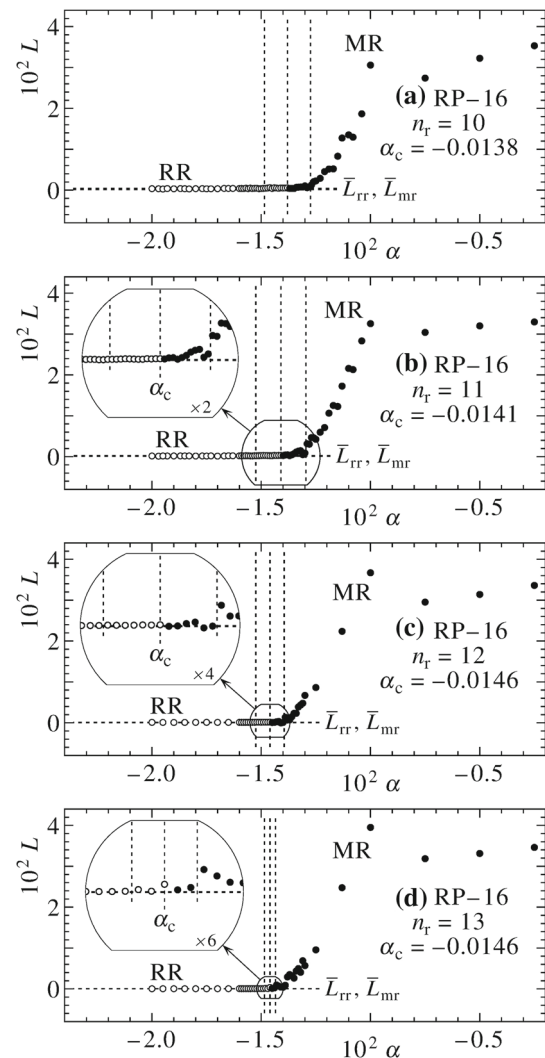 4
2
0
10² L
MR
(a) RP−16
n_r = 10
α_c = −0.0138
RR
L̄_rr, L̄_mr
−2.0 −1.5 −1.0 −0.5
10² α
4
2
0
10² L
MR
(b) RP−16
n_r = 11
α_c = −0.0141
α_c
×2
RR
L̄_rr, L̄_mr
−2.0 −1.5 −1.0 −0.5
10² α
4
2
0
10² L
MR
(c) RP−16
n_r = 12
α_c = −0.0146
α_c
×4
RR
L̄_rr, L̄_mr
−2.0 −1.5 −1.0 −0.5
10² α
4
2
0
10² L
MR
(d) RP−16
n_r = 13
α_c = −0.0146
α_c
×6
RR
L̄_rr, L̄_mr
−2.0 −1.5 −1.0 −0.5
10² α